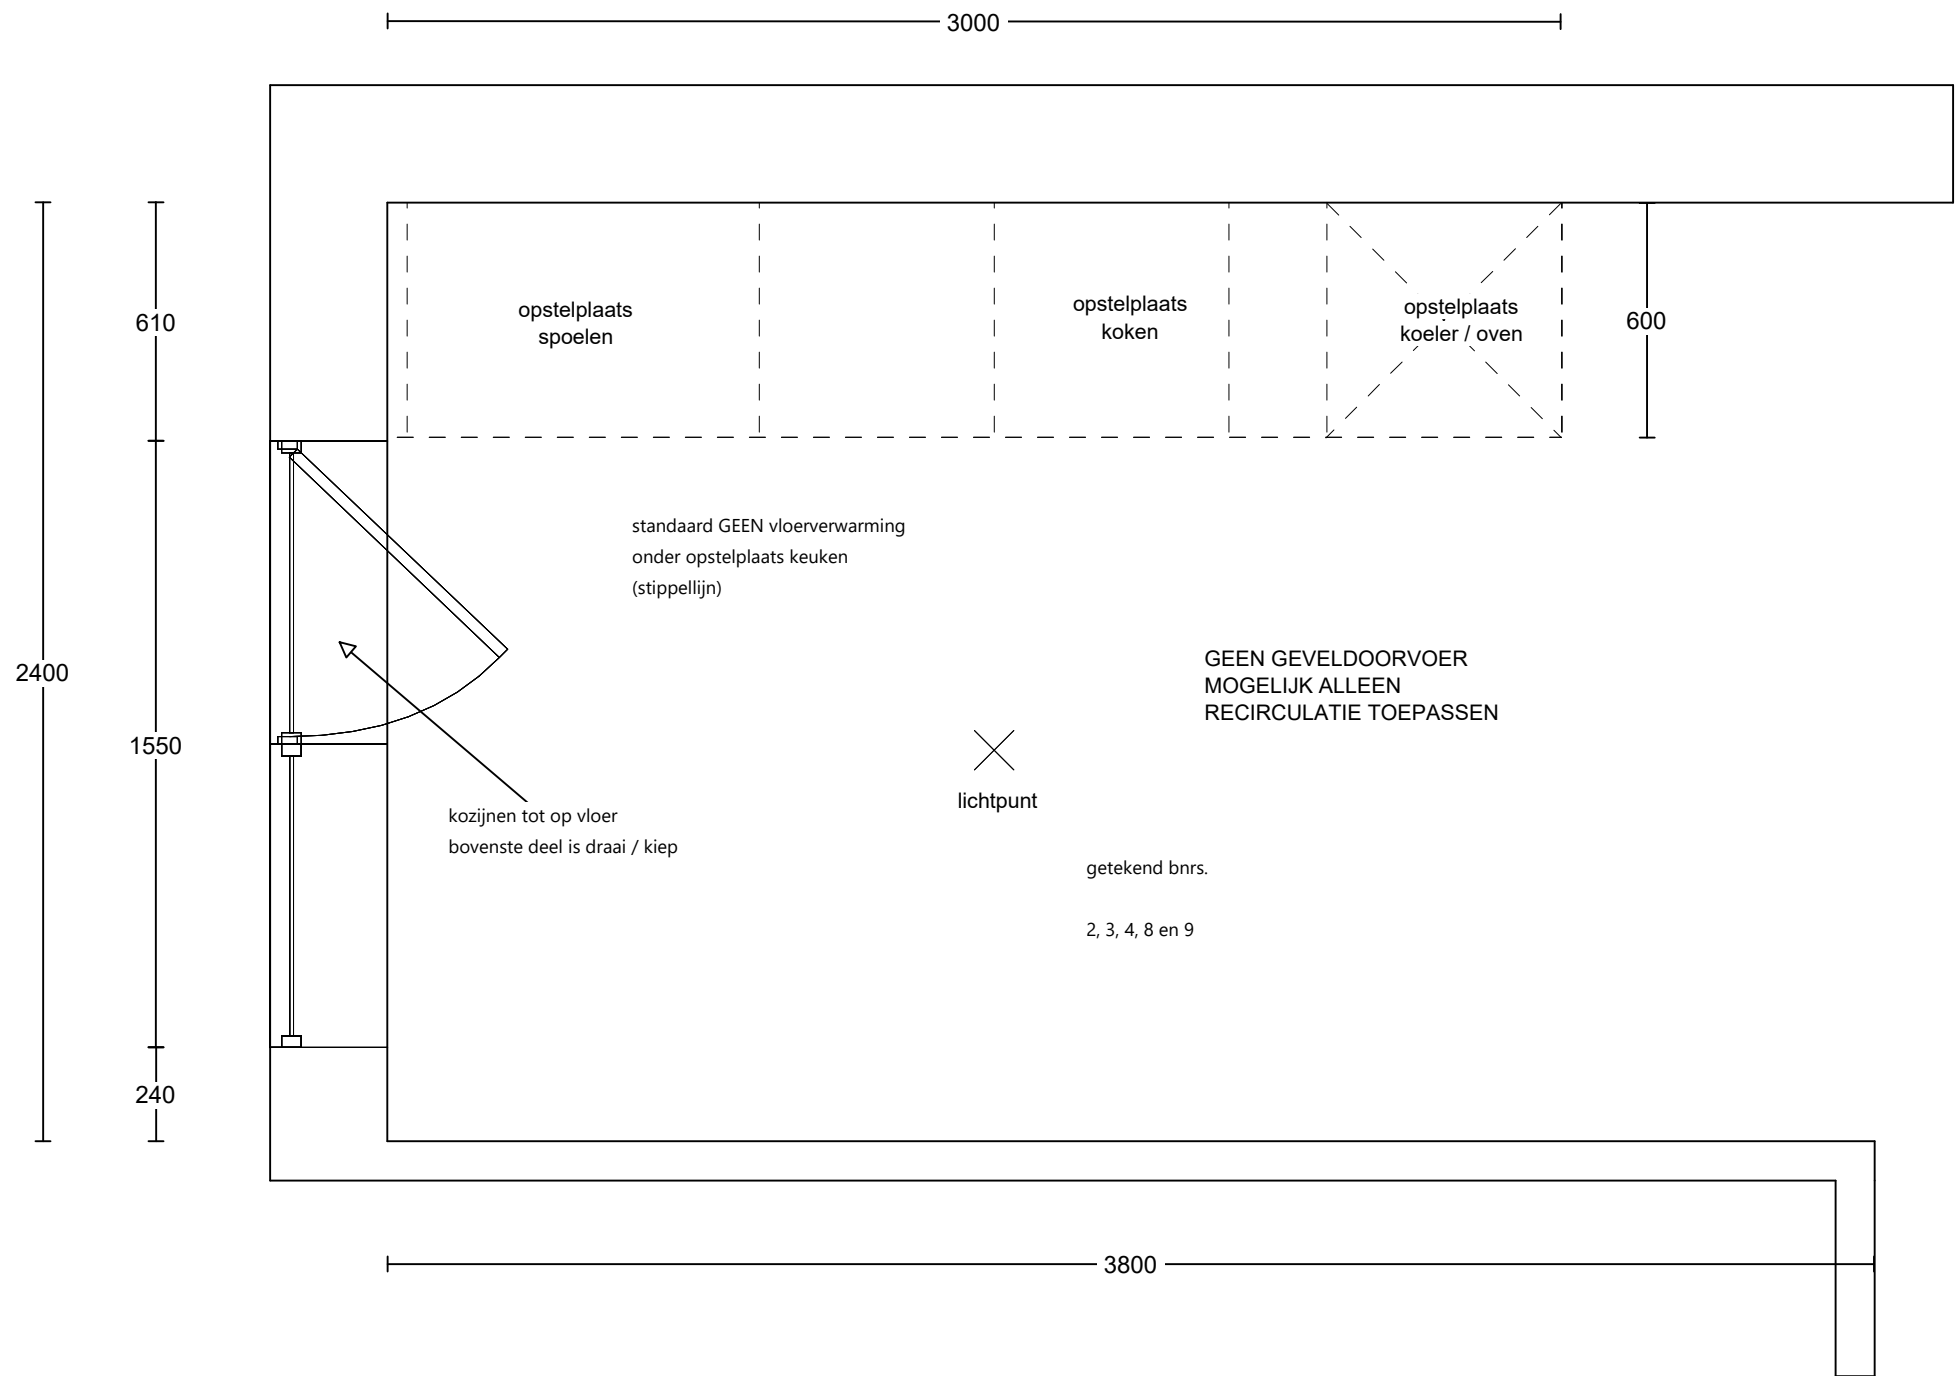 3000
opstelplaats
spoelen
opstelplaats
koken
opstelplaats
koeler / oven
610
600
standaard GEEN vloerverwarming
onder opstelplaats keuken
(stippellijn)
2400
GEEN GEVELDOORVOER
MOGELIJK ALLEEN
RECIRCULATIE TOEPASSEN
1550
lichtpunt
kozijnen tot op vloer
bovenste deel is draai / kiep
getekend bnrs.
2, 3, 4, 8 en 9
240
3800